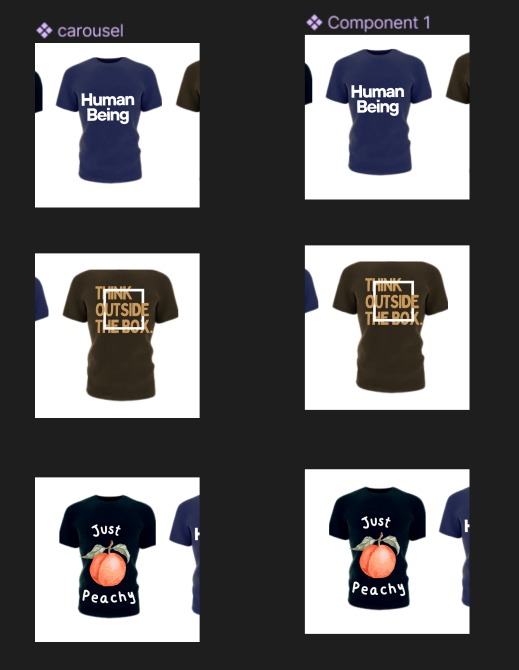 carousel
Component 1
Human
Being
Human
Being
THINK
OUTSIDE
THE BOX.
THINK
OUTSIDE
THE BOX.
Just
Peachy
H
Just
Peachy
H